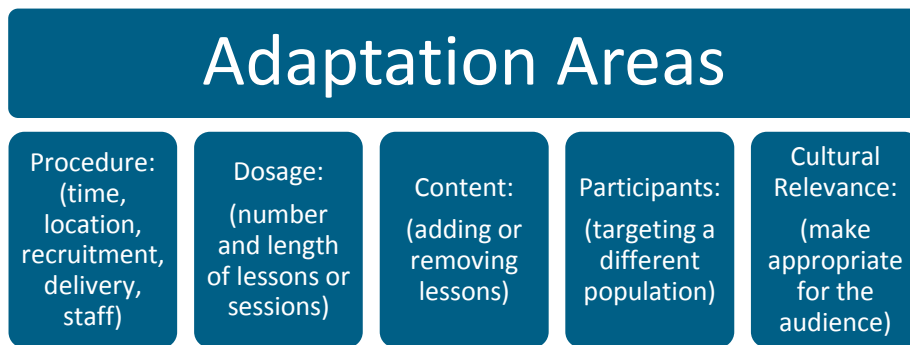 Adaptation Areas
Procedure:
(time,
location,
recruitment,
delivery,
staff)
Dosage:
(number
and length
of lessons or
sessions)
Content:
(adding or
removing
lessons)
Participants:
(targeting a
different
population)
Cultural
Relevance:
(make
appropriate
for the
audience)